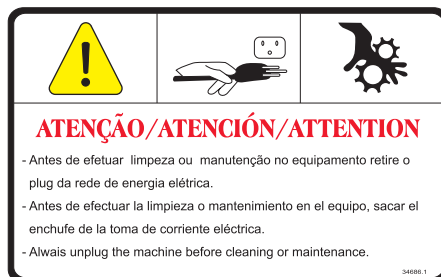 ATENÇÃO/ATENCIÓN/ATTENTION
- Antes de efetuar limpeza ou manutenção no equipamento retire o
plug da rede de energia elétrica.
- Antes de efectuar la limpieza o mantenimiento en el equipo, sacar el
enchufe de la toma de corriente eléctrica.
- Alwais unplug the machine before cleaning or maintenance.
34686.1